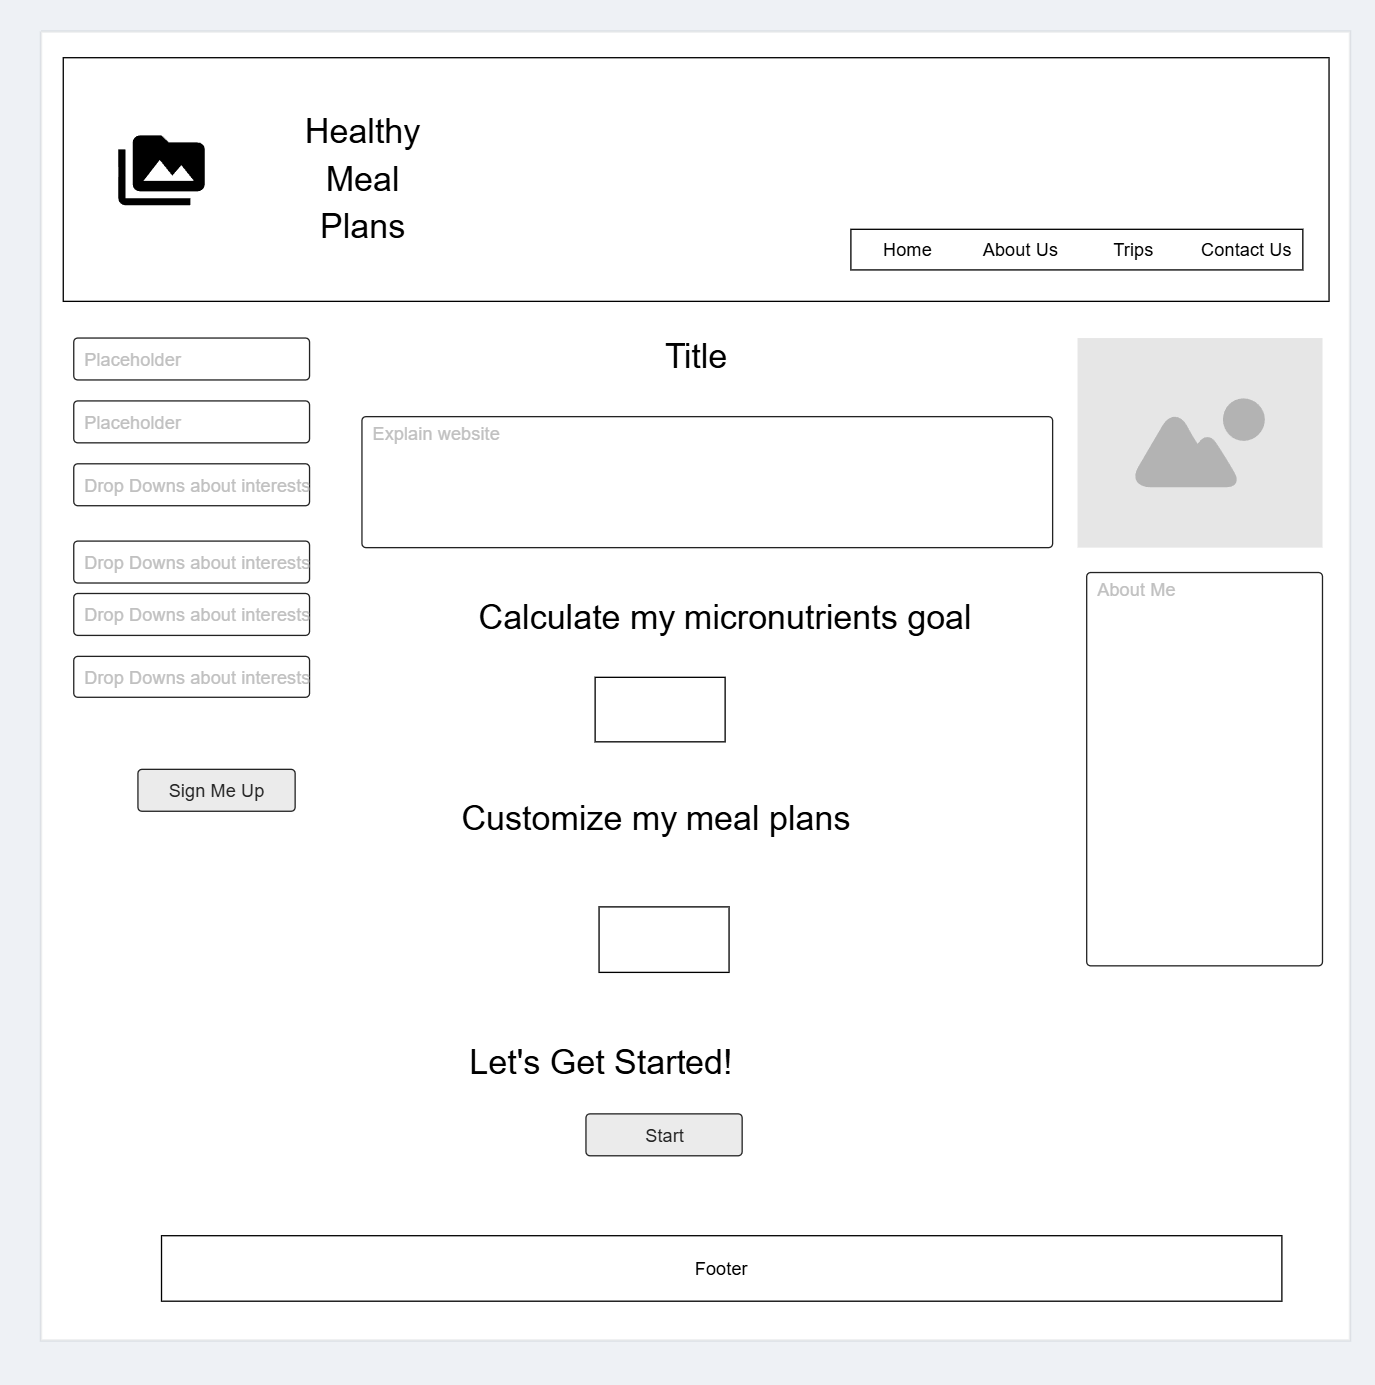 Healthy
Meal
Plans
Home About Us Trips Contact Us
Placeholder
Placeholder
Drop Downs about interests
Drop Downs about interests
Drop Downs about interests
Drop Downs about interests
Sign Me Up
Title
Explain website
Calculate my micronutrients goal
Customize my meal plans
Let's Get Started!
Start
About Me
Footer